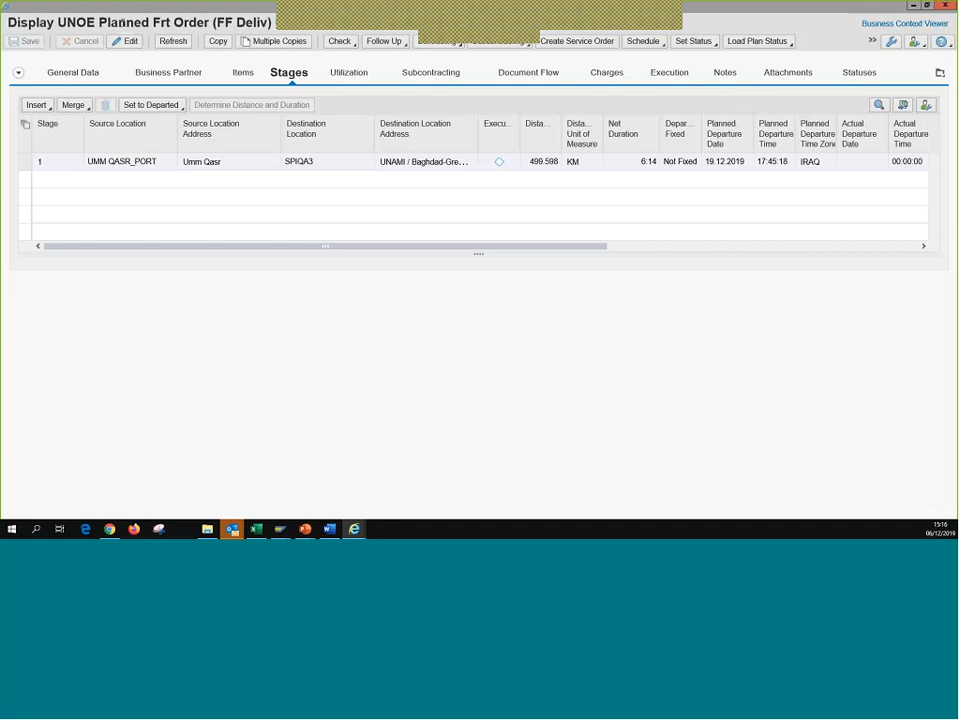 Display UNOE Planned Frt Order (FF Deliv)
Business Context Viewer
Save Cancel Edit Refresh Copy Multiple Copies Check Follow Up Create Service Order Schedule Set Status Load Plan Status >>
General Data Business Partner Items Stages Utilization Subcontracting Document Flow Charges Execution Notes Attachments Statuses
Insert Merge Set to Departed Determine Distance and Duration
Stage
Source Location
Source Location Address
Destination Location
Destination Location Address
Execu...
Dista...
Dista... Unit of Measure
Net Duration
Depar... Fixed
Planned Departure Date
Planned Departure Time
Planned Departure Time Zone
Actual Departure Date
Actual Departure Time
1 UMM QASR_PORT Umm Qasr SPIQA3 UNAMI / Baghdad-Gre... 499.598 KM 6:14 Not Fixed 19.12.2019 17:45:18 IRAQ 00:00:00
15:16
06/12/2019